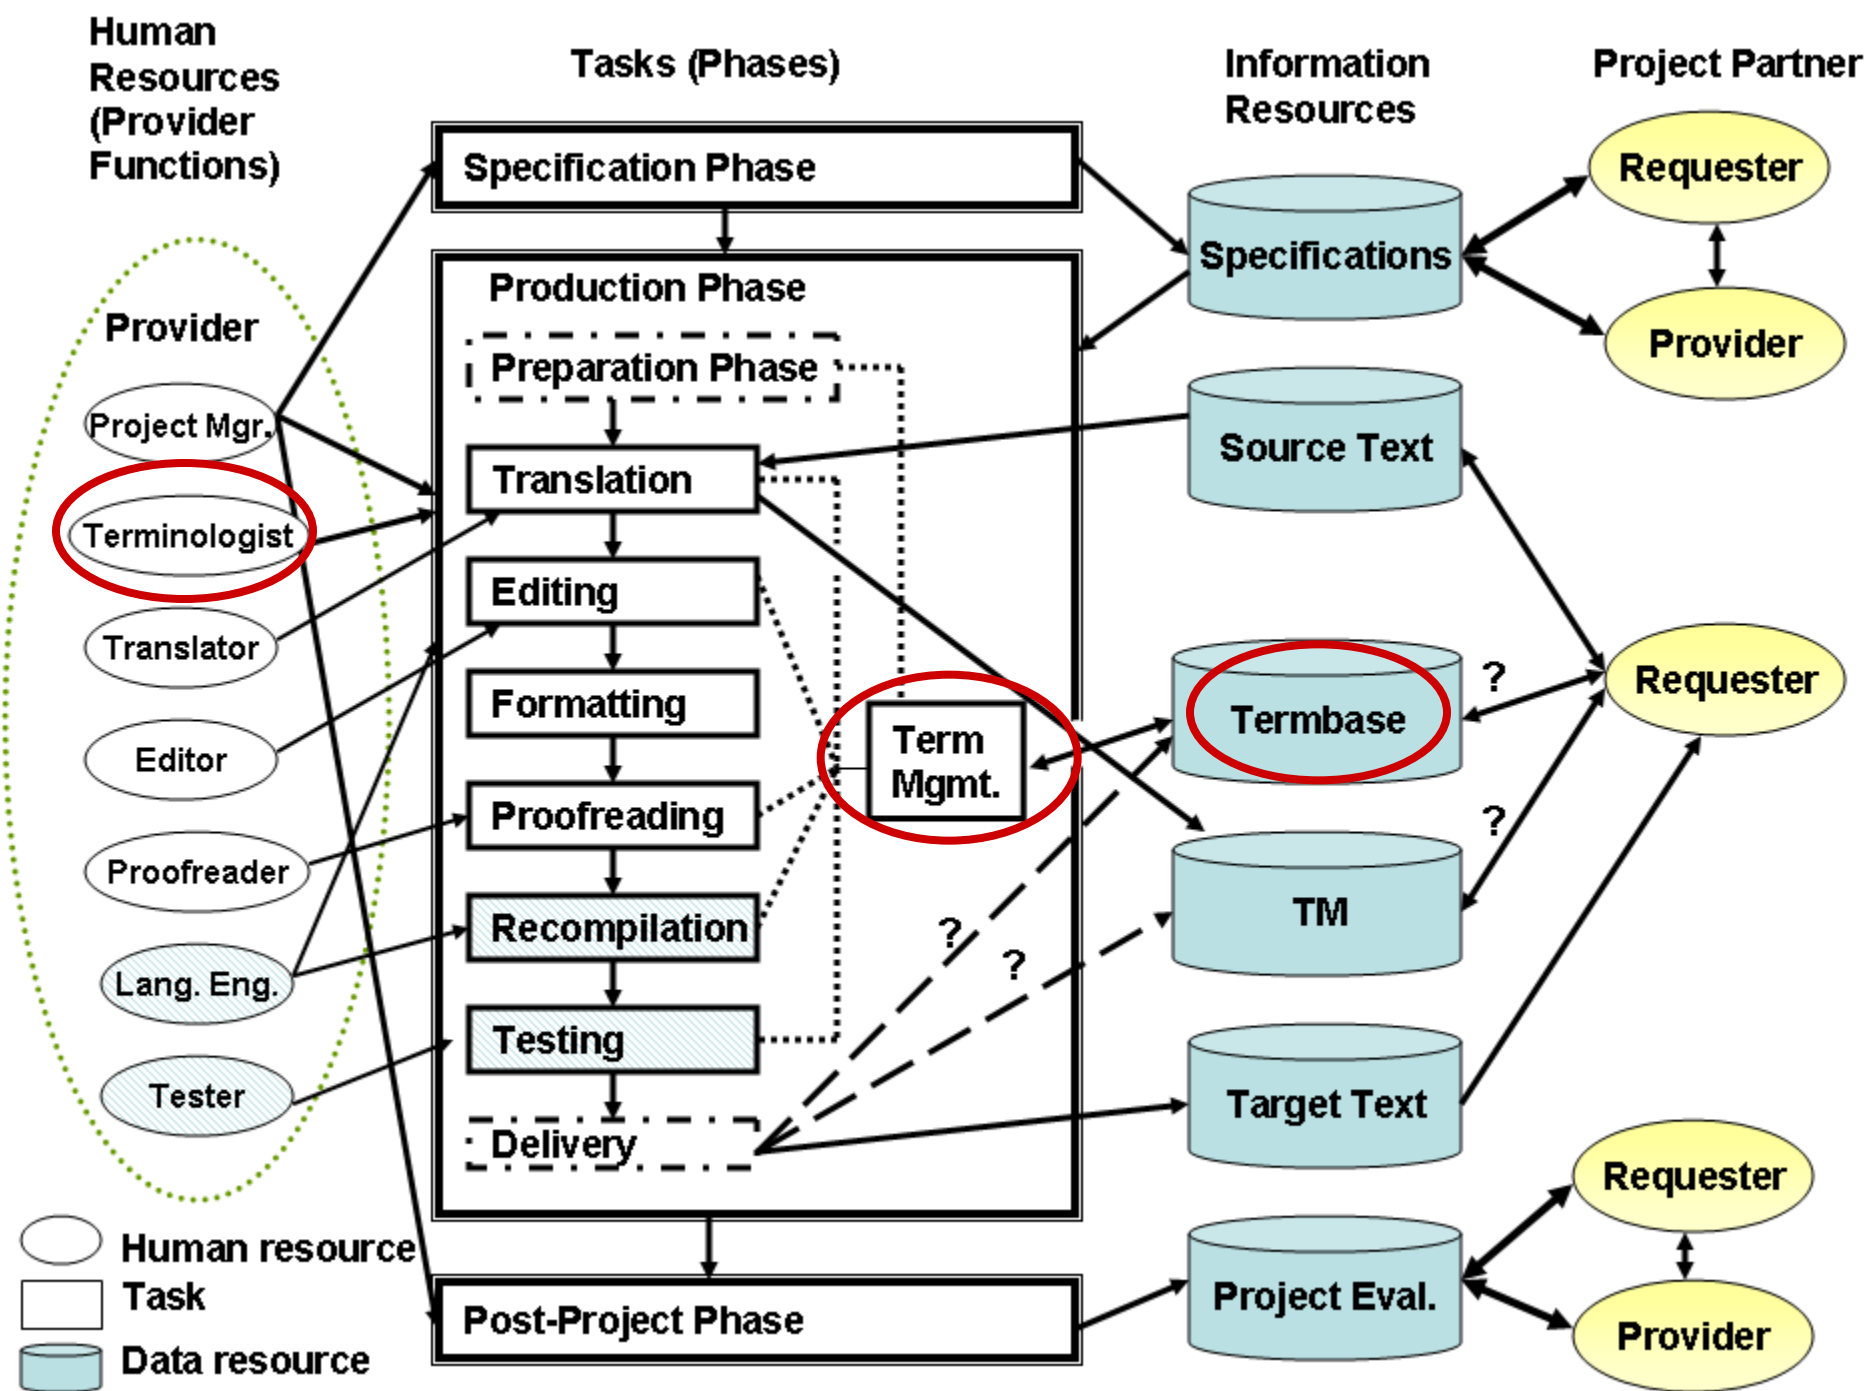 Human
Resources
(Provider
Functions)
Tasks (Phases)
Information
Resources
Project Partner
Specification Phase
Requester
Specifications
Provider
Production Phase
Preparation Phase
Provider
Project Mgr.
Terminologist
Translator
Editor
Proofreader
Lang. Eng.
Tester
Translation
Editing
Formatting
Proofreading
Recompilation
Testing
Delivery
Term
Mgmt.
?
?
Source Text
Termbase
?
Requester
?
TM
Target Text
Project Eval.
Requester
Provider
Post-Project Phase
Human resource
Task
Data resource